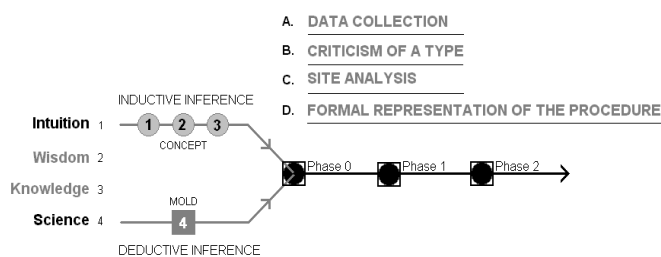 A. DATA COLLECTION
B. CRITICISM OF A TYPE
C. SITE ANALYSIS
D. FORMAL REPRESENTATION OF THE PROCEDURE
INDUCTIVE INFERENCE
Intuition 1 1 2 3
CONCEPT
Wisdom 2
Phase 0 Phase 1 Phase 2
Knowledge 3
MOLD
Science 4 4
DEDUCTIVE INFERENCE